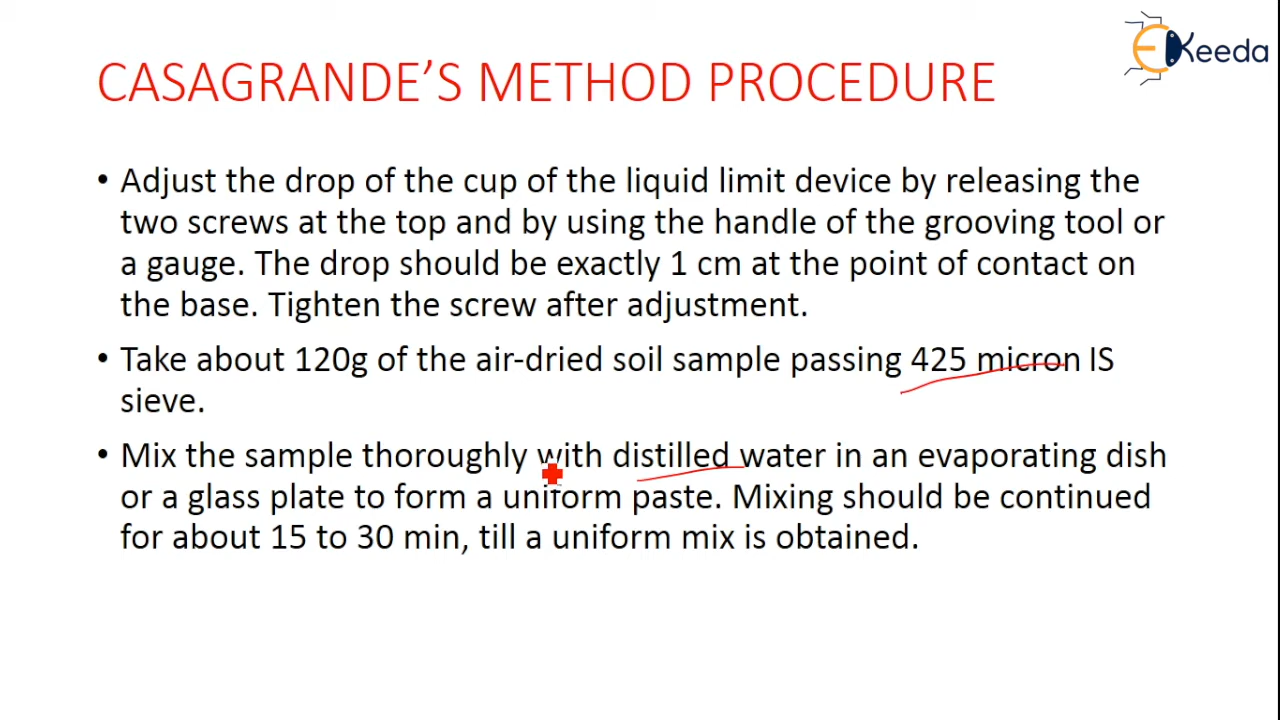 EKeeda
CASAGRANDE’S METHOD PROCEDURE
• Adjust the drop of the cup of the liquid limit device by releasing the
two screws at the top and by using the handle of the grooving tool or
a gauge. The drop should be exactly 1 cm at the point of contact on
the base. Tighten the screw after adjustment.
• Take about 120g of the air-dried soil sample passing 425 micron IS
sieve.
• Mix the sample thoroughly with distilled water in an evaporating dish
or a glass plate to form a uniform paste. Mixing should be continued
for about 15 to 30 min, till a uniform mix is obtained.